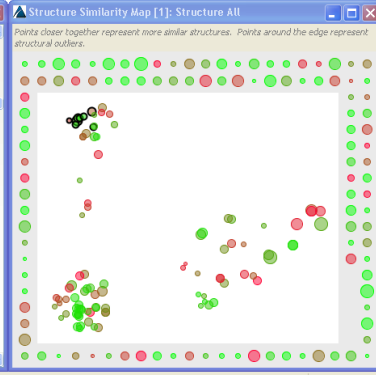 Structure Similarity Map [1]: Structure All
Points closer together represent more similar structures. Points around the edge represent
structural outliers.